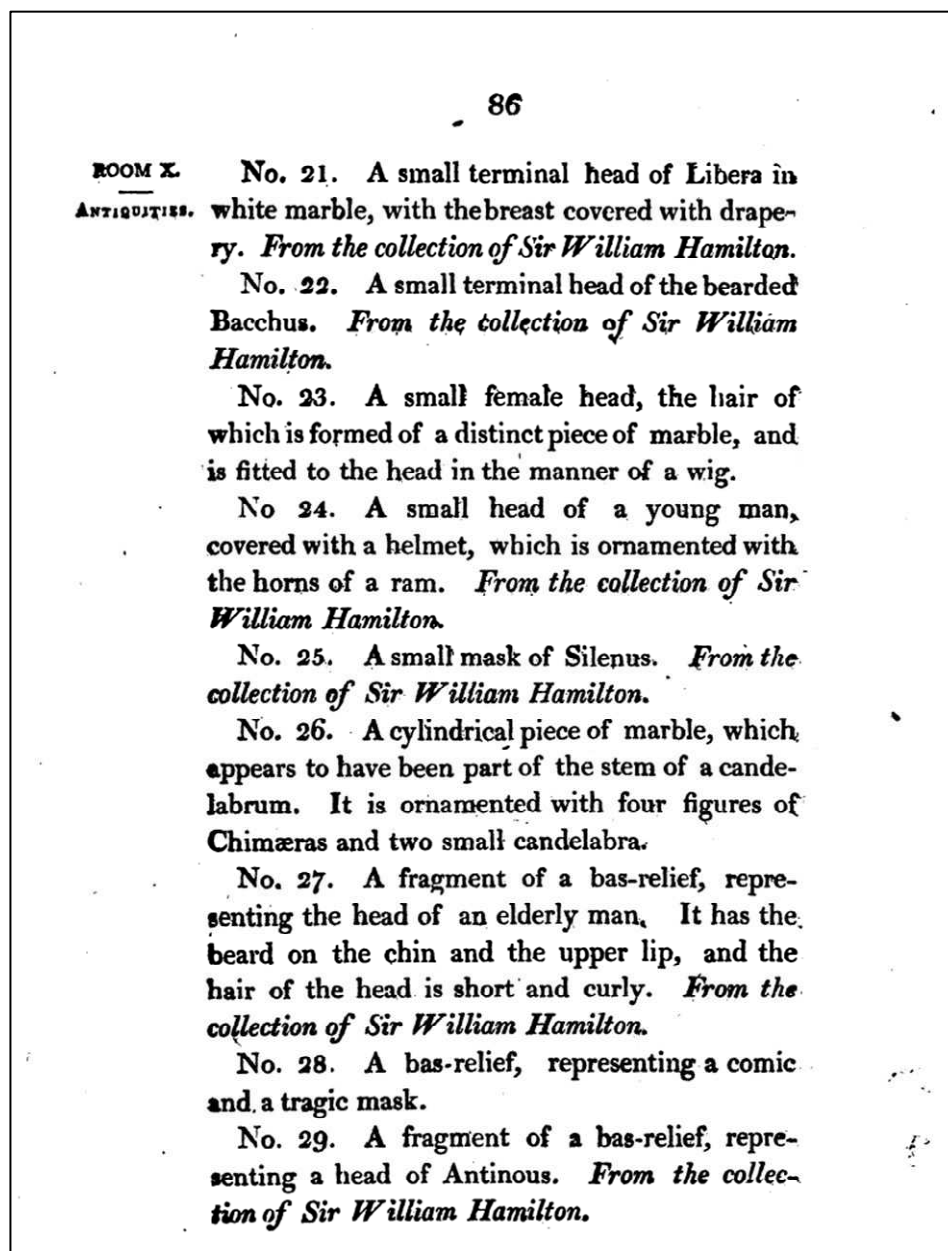 86
ROOM X.
ANTIQUITIES.
No. 21. A small terminal head of Libera in
white marble, with the breast covered with drape-
ry. From the collection of Sir William Hamilton.
No. 22. A small terminal head of the bearded
Bacchus. From the collection of Sir William
Hamilton.
No. 23. A small female head, the hair of
which is formed of a distinct piece of marble, and
is fitted to the head in the manner of a wig.
No 24. A small head of a young man,
covered with a helmet, which is ornamented with
the horns of a ram. From the collection of Sir
William Hamilton.
No. 25. A small mask of Silenus. From the
collection of Sir William Hamilton.
No. 26. A cylindrical piece of marble, which
appears to have been part of the stem of a cande-
labrum. It is ornamented with four figures of
Chimæras and two small candelabra.
No. 27. A fragment of a bas-relief, repre-
senting the head of an elderly man. It has the
beard on the chin and the upper lip, and the
hair of the head is short and curly. From the
collection of Sir William Hamilton.
No. 28. A bas-relief, representing a comic
and a tragic mask.
No. 29. A fragment of a bas-relief, repre-
senting a head of Antinous. From the collec-
tion of Sir William Hamilton.